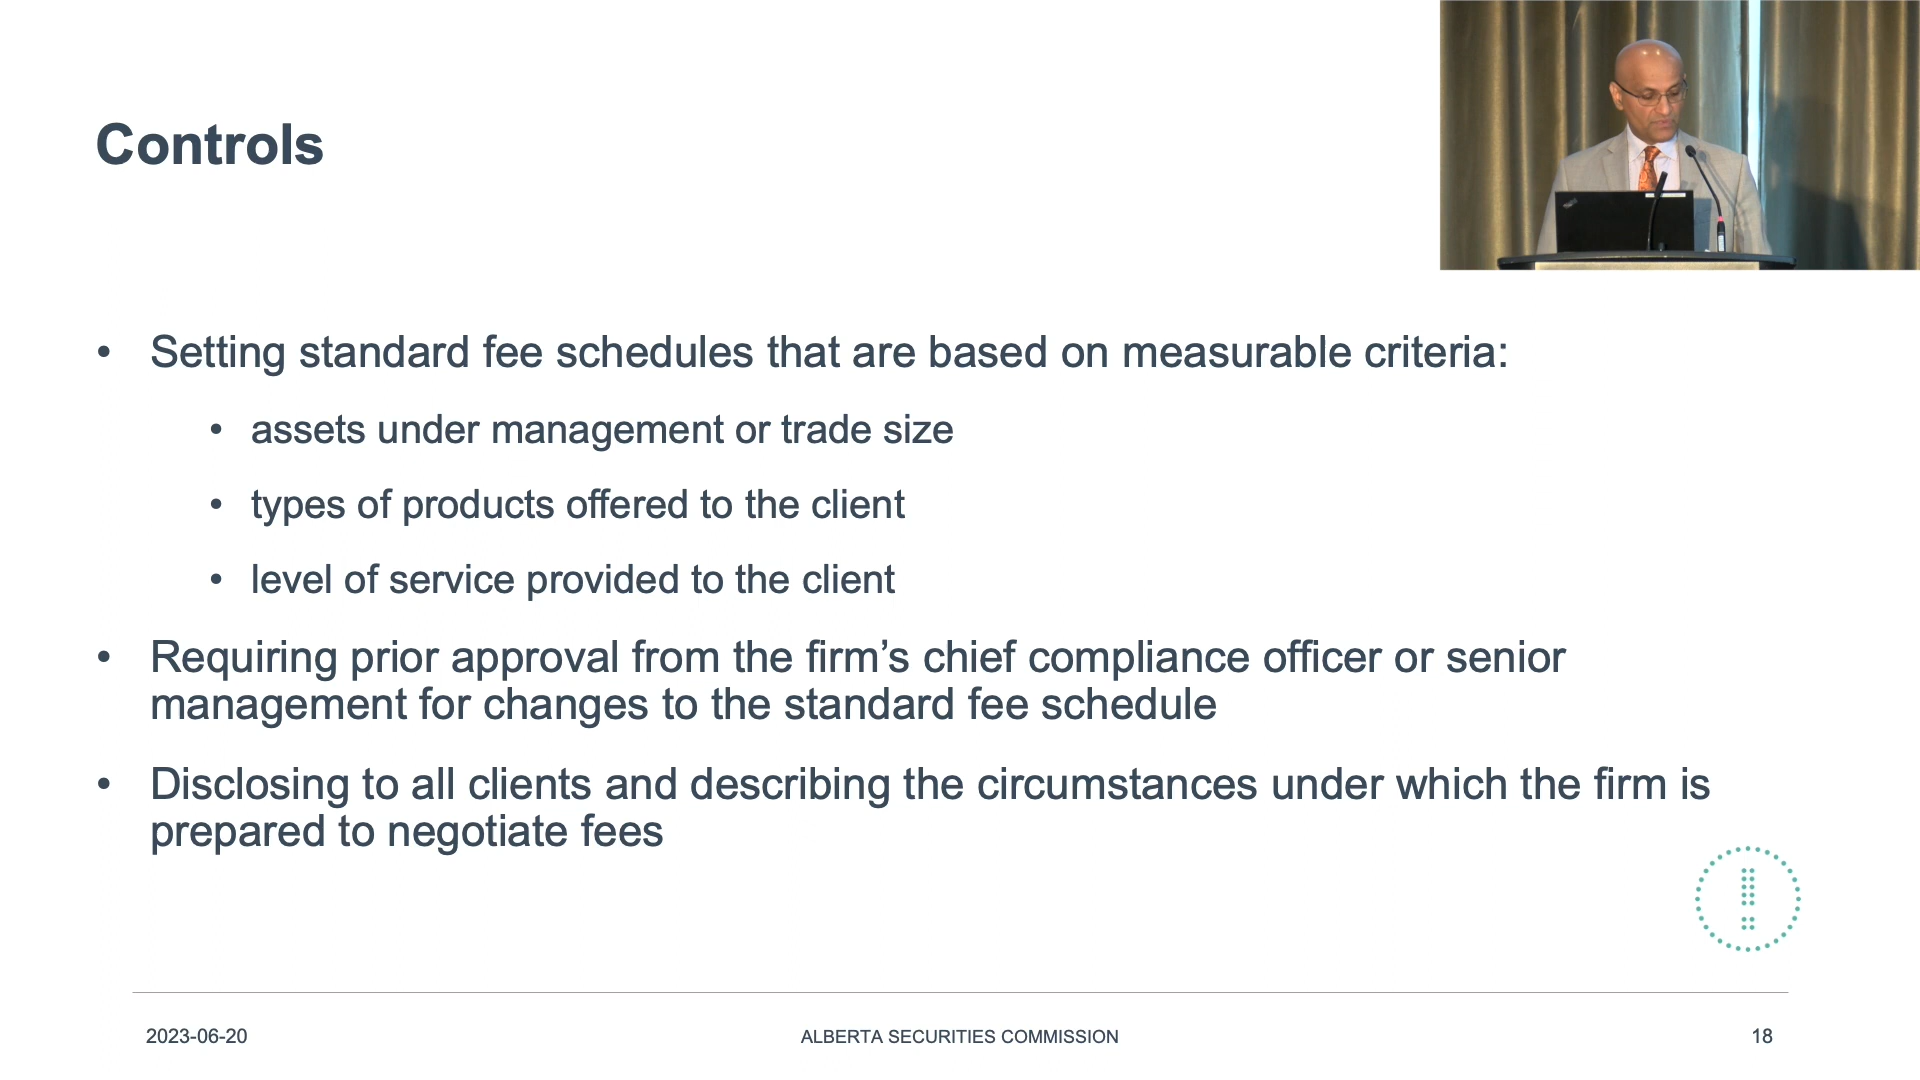 Controls
• Setting standard fee schedules that are based on measurable criteria:
• assets under management or trade size
• types of products offered to the client
• level of service provided to the client
• Requiring prior approval from the firm’s chief compliance officer or senior
management for changes to the standard fee schedule
• Disclosing to all clients and describing the circumstances under which the firm is
prepared to negotiate fees
2023-06-20
ALBERTA SECURITIES COMMISSION
18